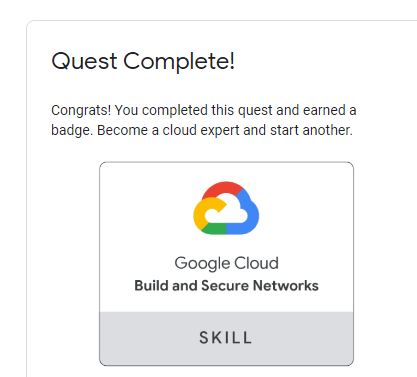 Quest Complete!
Congrats! You completed this quest and earned a
badge. Become a cloud expert and start another.
Google Cloud
Build and Secure Networks
SKILL